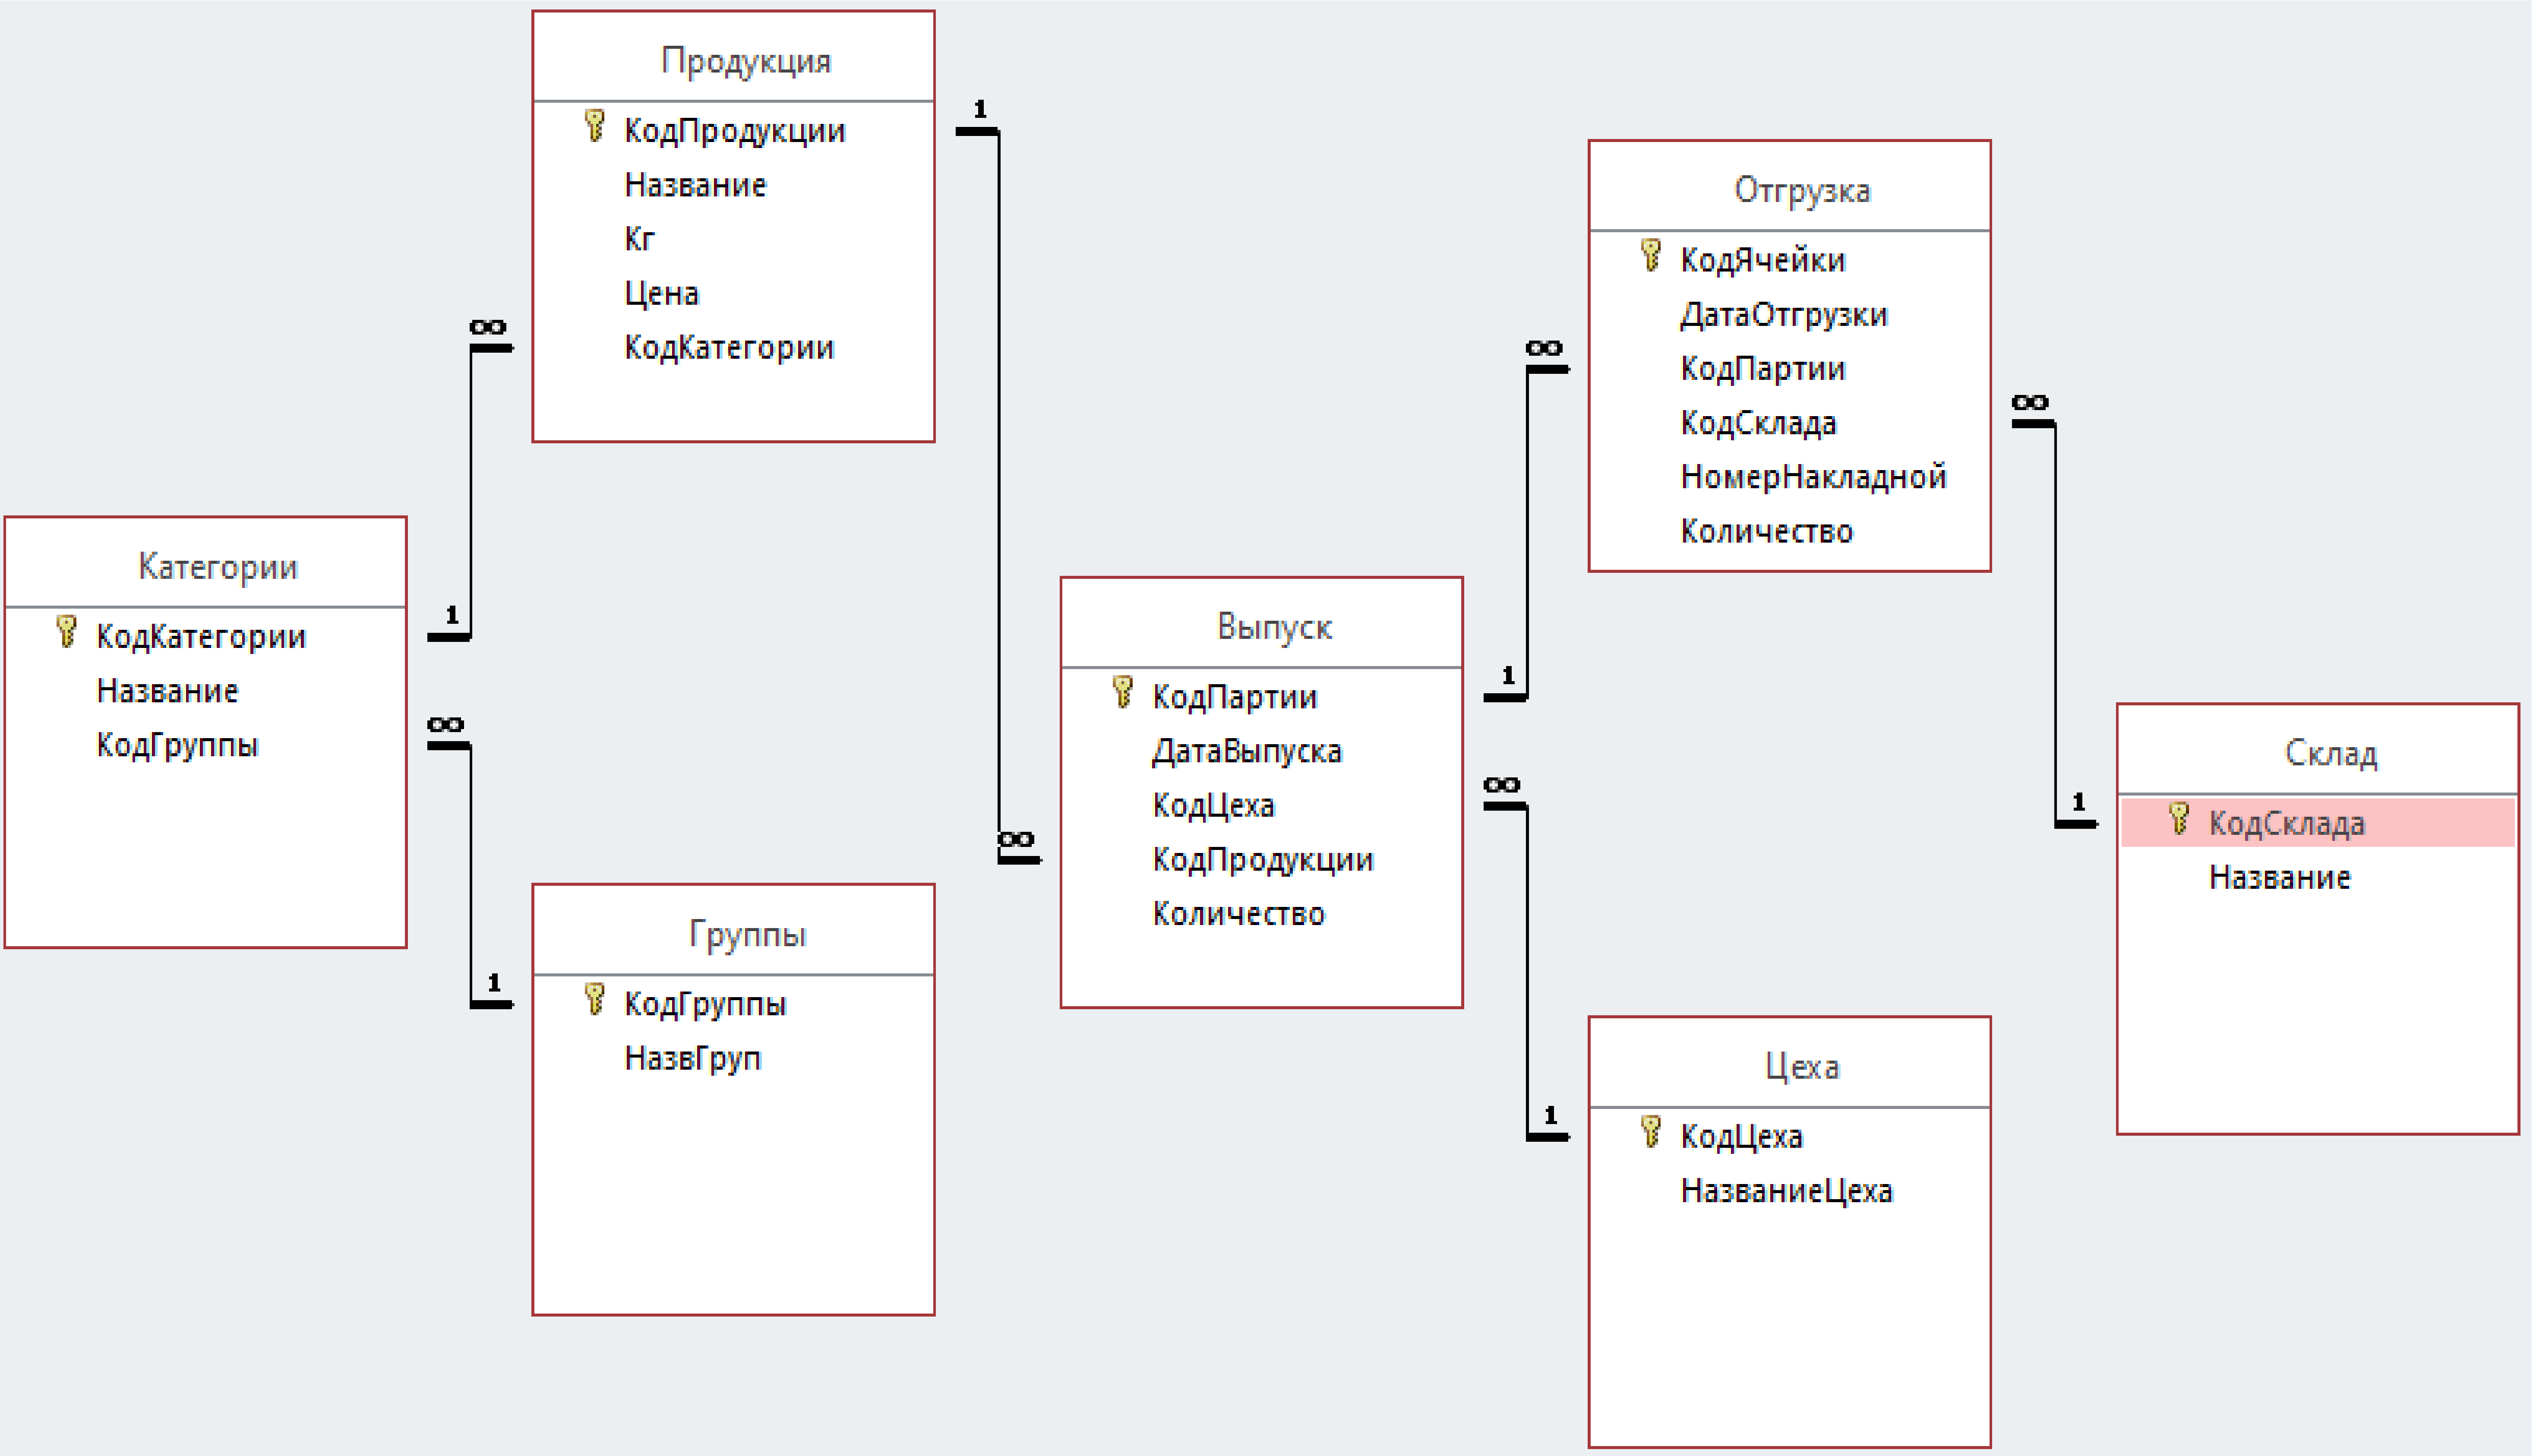 Продукция
КодПродукции
Название
Кг
Цена
КодКатегории
1
∞
Категории
КодКатегории
Название
КодГруппы
1
∞
Группы
КодГруппы
НазвГруп
1
Выпуск
КодПартии
ДатаВыпуска
КодЦеха
КодПродукции
Количество
∞
1
∞
Отгрузка
КодЯчейки
ДатаОтгрузки
КодПартии
КодСклада
НомерНакладной
Количество
∞
∞
Цеха
КодЦеха
НазваниеЦеха
1
Склад
КодСклада
Название
1